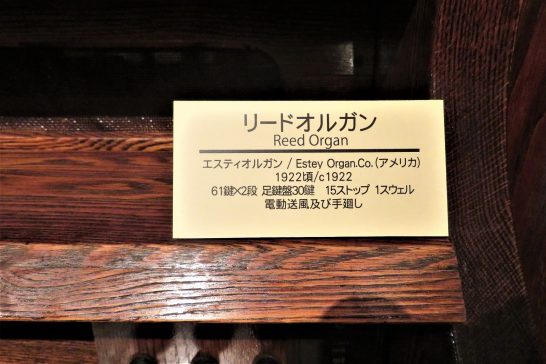 リードオルガン
Reed Organ
エスティオルガン / Estey Organ.Co.(アメリカ)
1922頃/c1922
61鍵×2段 足鍵盤30鍵 15ストップ 1スウェル
電動送風及び手廻し